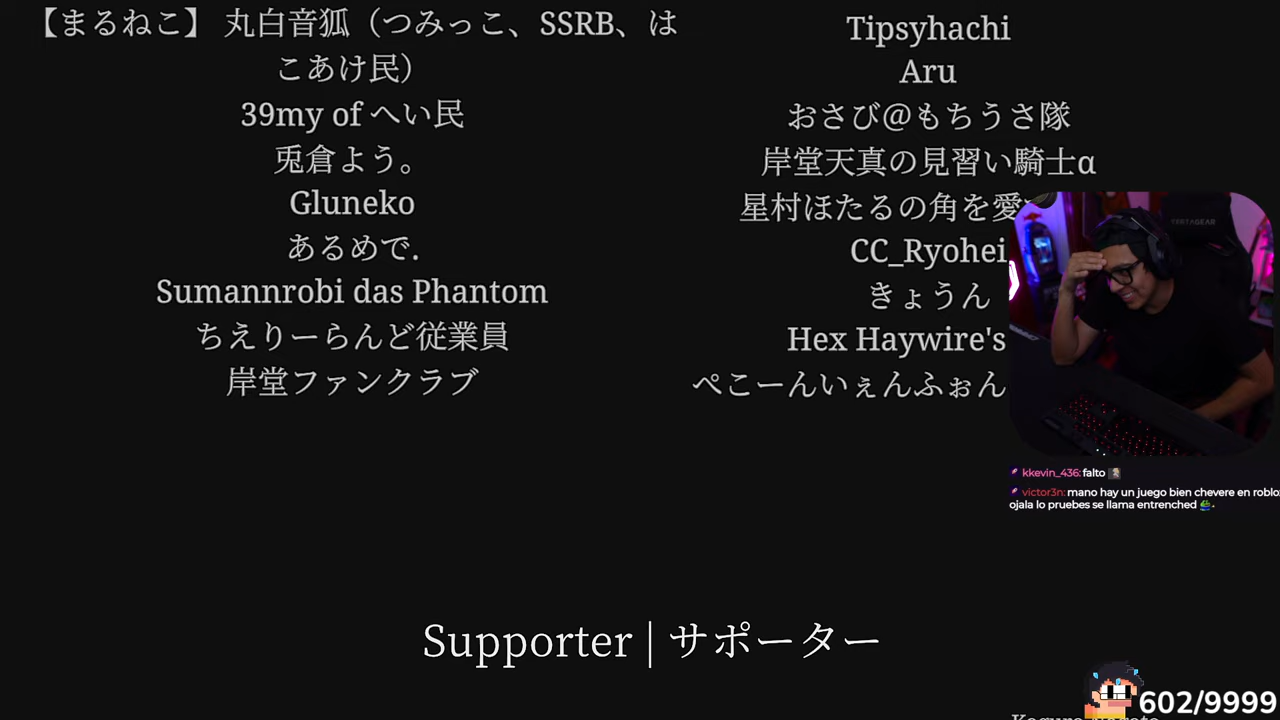 【まるねこ】 丸白音狐（つみっこ、SSRB、は
こあけ民）
39my of へい民
兎倉よう。
Gluneko
あるめで.
Sumannrobi das Phantom
ちえりーらんど従業員
岸堂ファンクラブ
Tipsyhachi
Aru
おさび@もちうさ隊
岸堂天真の見習い騎士α
星村ほたるの角を愛
CC_Ryohei
きょうん
Hex Haywire's
ぺこーんいぇんふぉん
kkevin_436: falto
victor3n: mano hay un juego bien chevere en roblo
ojala lo pruebes se llama entrenched .
Supporter | サポーター
602/9999